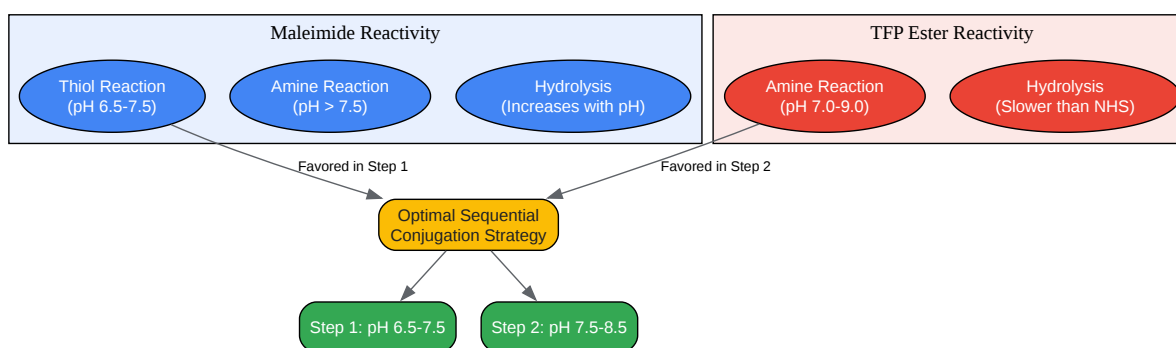 Maleimide Reactivity
TFP Ester Reactivity
Thiol Reaction
(pH 6.5-7.5)
Amine Reaction
(pH > 7.5)
Hydrolysis
(Increases with pH)
Amine Reaction
(pH 7.0-9.0)
Hydrolysis
(Slower than NHS)
Favored in Step 1
Favored in Step 2
Optimal Sequential
Conjugation Strategy
Step 1: pH 6.5-7.5
Step 2: pH 7.5-8.5